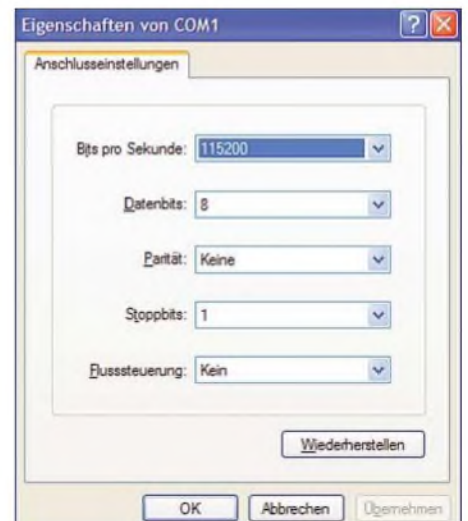 Eigenschaften von COM1
Anschlusseinstellungen
Bits pro Sekunde: 115200
Datenbits: 8
Parität: Keine
Stoppbits: 1
Flusssteuerung: Kein
Wiederherstellen
OK Abbrechen Übernehmen